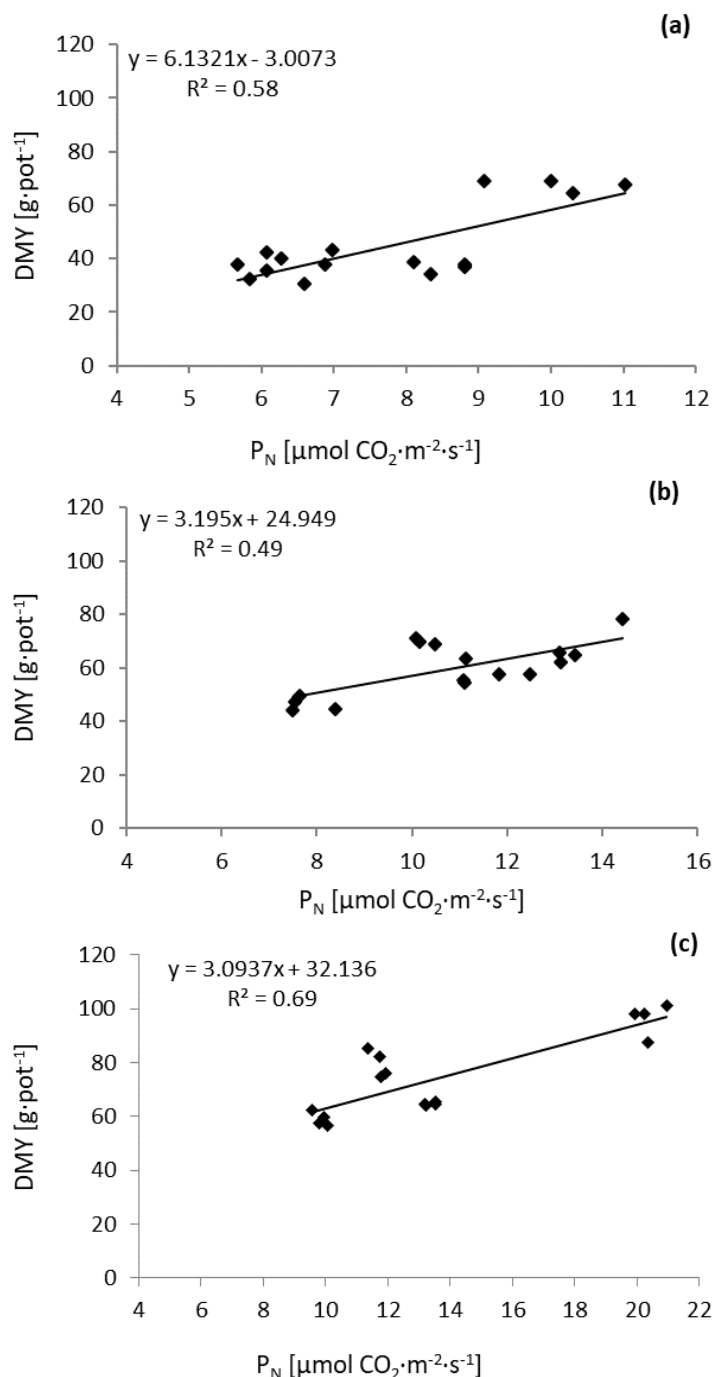 (a)
y = 6.1321x - 3.0073
R² = 0.58
DMY [g·pot⁻¹]
120
100
80
60
40
20
0
4 5 6 7 8 9 10 11 12
P_N [µmol CO₂·m⁻²·s⁻¹]
(b)
y = 3.195x + 24.949
R² = 0.49
DMY [g·pot⁻¹]
120
100
80
60
40
20
0
4 6 8 10 12 14 16
P_N [µmol CO₂·m⁻²·s⁻¹]
(c)
y = 3.0937x + 32.136
R² = 0.69
DMY [g·pot⁻¹]
120
100
80
60
40
20
0
4 6 8 10 12 14 16 18 20 22
P_N [µmol CO₂·m⁻²·s⁻¹]